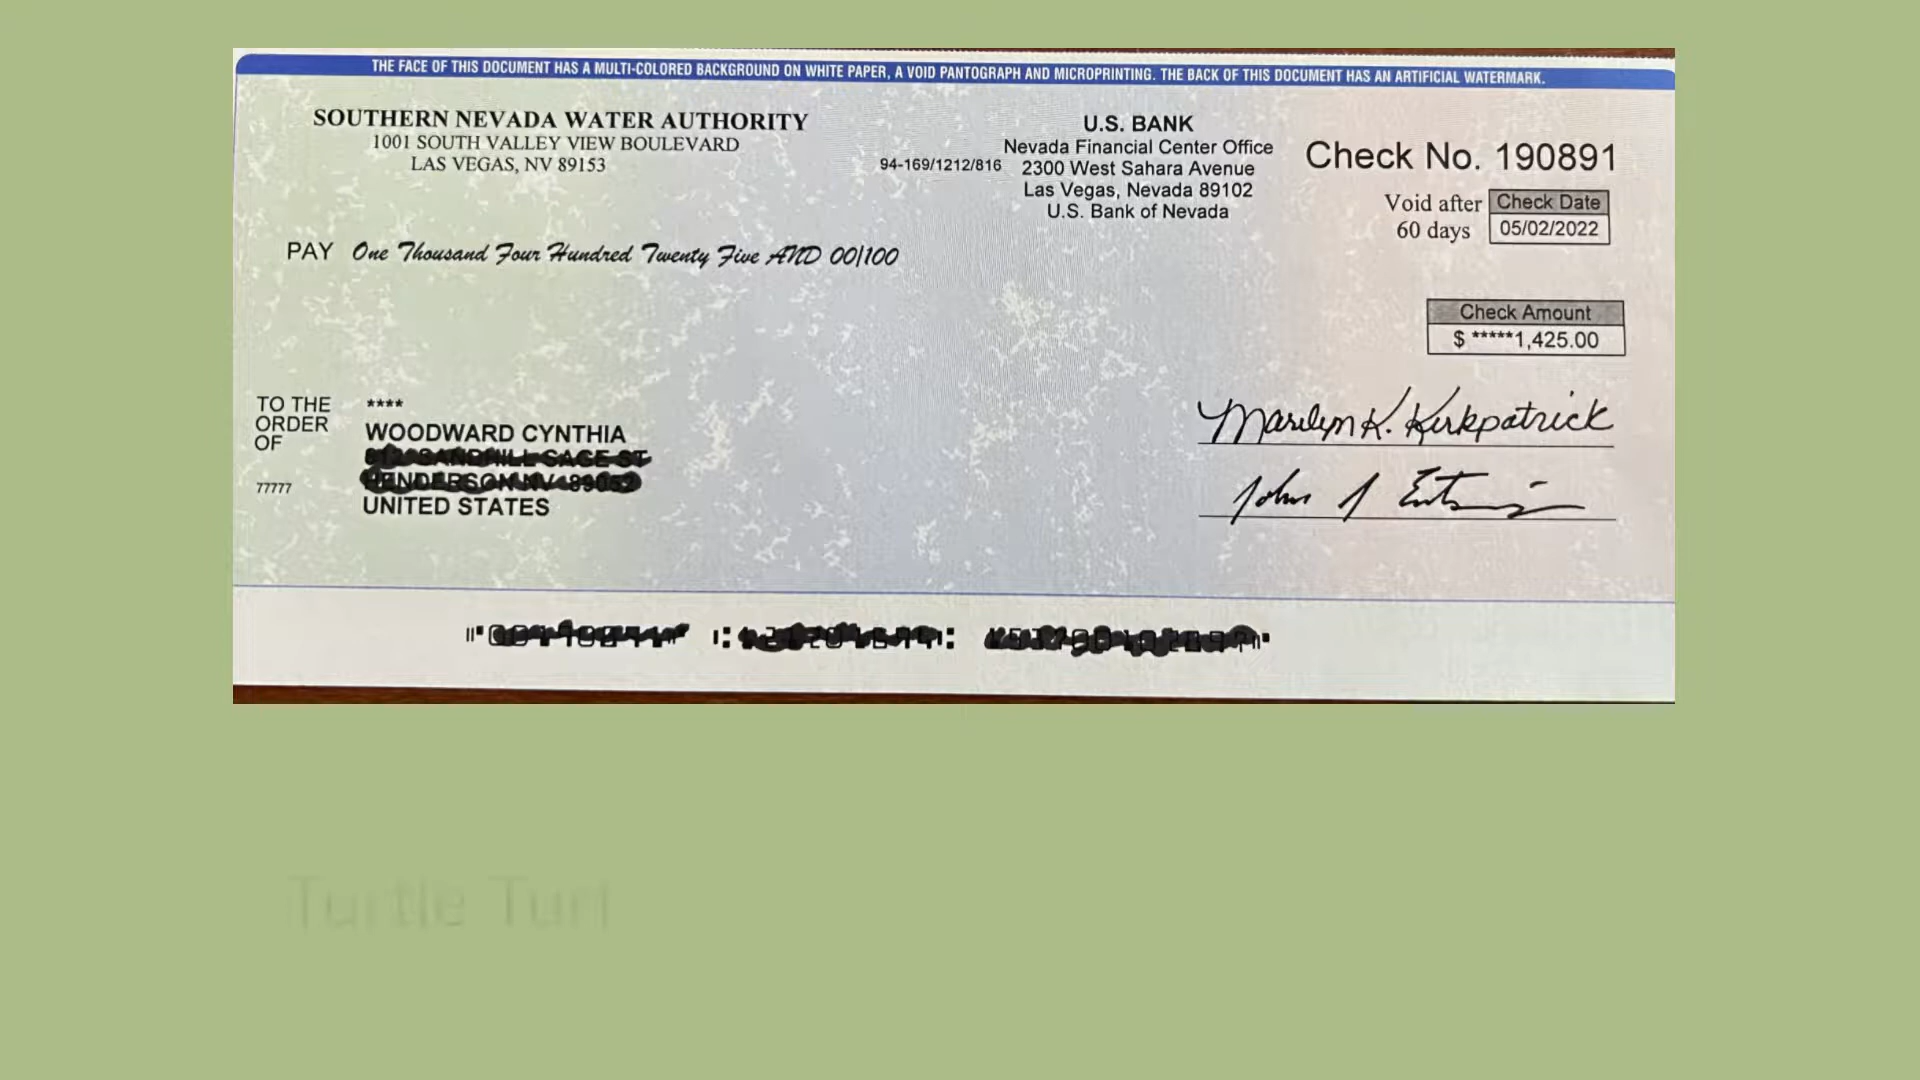 THE FACE OF THIS DOCUMENT HAS A MULTI-COLORED BACKGROUND ON WHITE PAPER, A VOID PANTOGRAPH AND MICROPRINTING. THE BACK OF THIS DOCUMENT HAS AN ARTIFICIAL WATERMARK.
SOUTHERN NEVADA WATER AUTHORITY
1001 SOUTH VALLEY VIEW BOULEVARD
LAS VEGAS, NV 89153
94-169/1212/816
U.S. BANK
Nevada Financial Center Office
2300 West Sahara Avenue
Las Vegas, Nevada 89102
U.S. Bank of Nevada
Check No. 190891
Void after
60 days
Check Date
05/02/2022
PAY One Thousand Four Hundred Twenty Five AND 00/100
Check Amount
$ *****1,425.00
TO THE
ORDER
OF
****
WOODWARD CYNTHIA
UNITED STATES
77777
Marilyn K. Kirkpatrick
John J
Turtle Turf